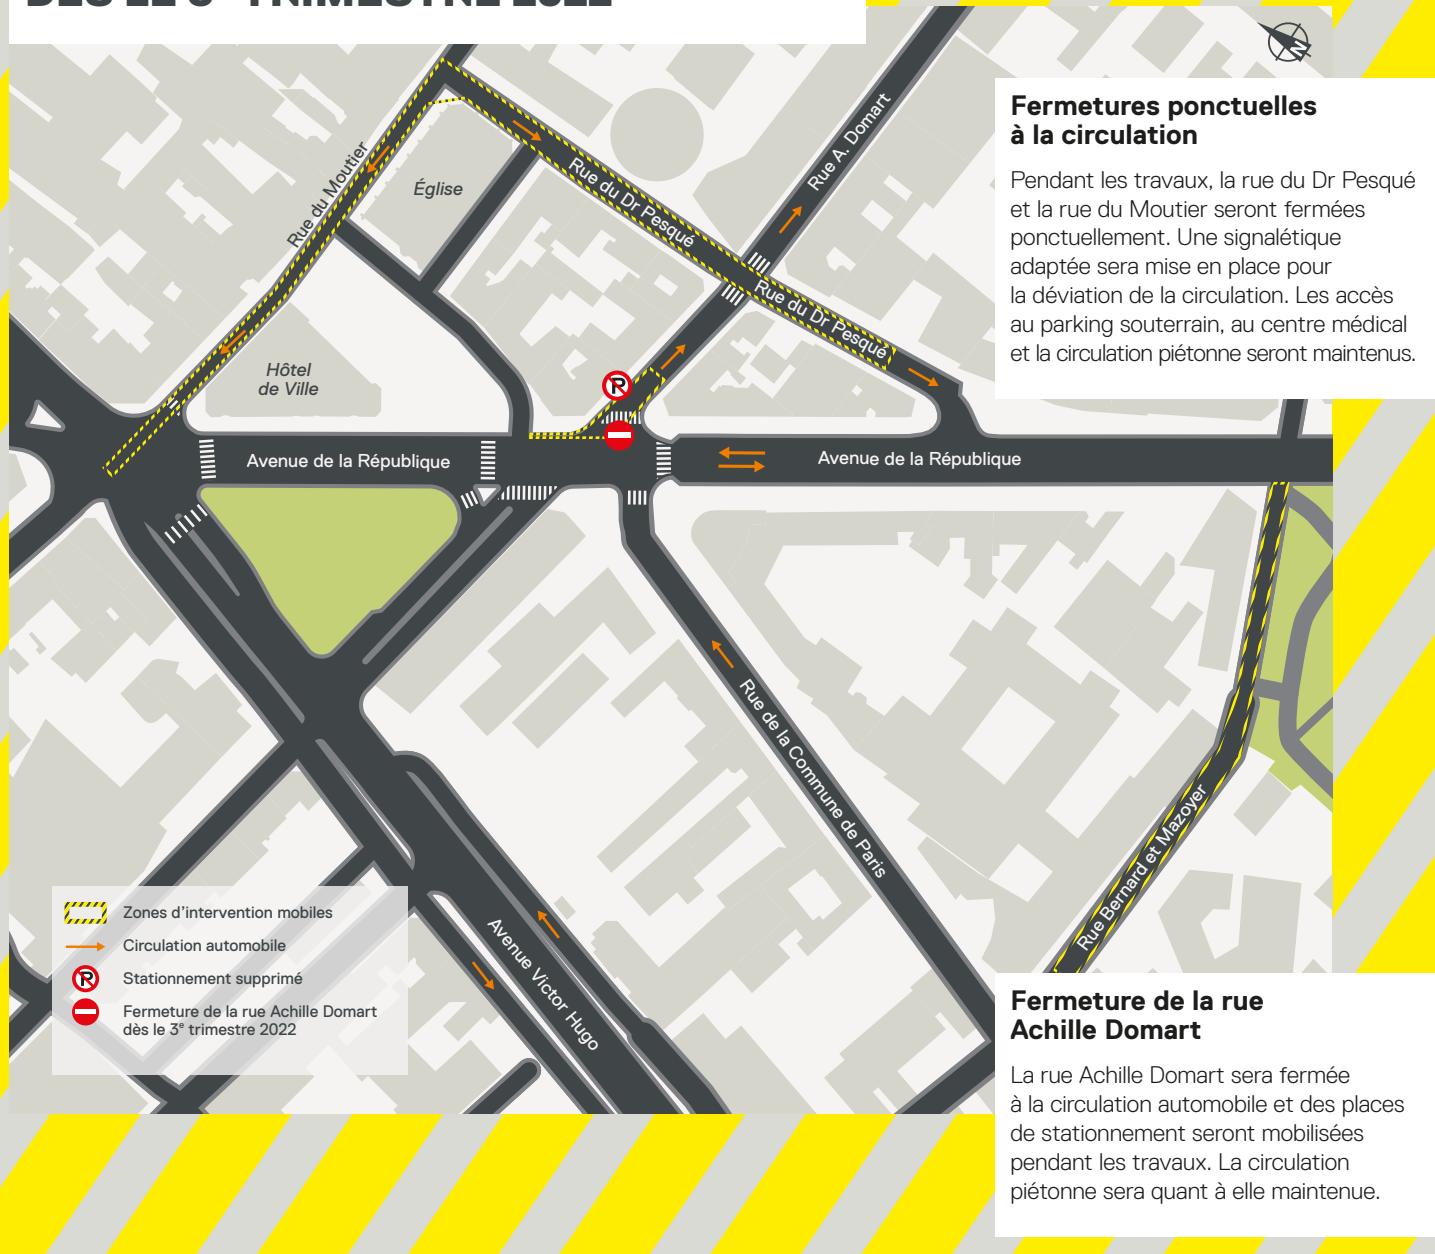 DÈS LE 3e TRIMESTRE 2022
N
Fermetures ponctuelles
à la circulation
Pendant les travaux, la rue du Dr Pesqué
et la rue du Moutier seront fermées
ponctuellement. Une signalétique
adaptée sera mise en place pour
la déviation de la circulation. Les accès
au parking souterrain, au centre médical
et la circulation piétonne seront maintenus.
Rue A. Domart
Rue du Moutier
Église
Rue du Dr Pesqué
Rue du Dr Pesqué
Hôtel
de Ville
P
Avenue de la République
Avenue de la République
Rue de la Commune de Paris
Rue Bernard et Mazoyer
Avenue Victor Hugo
Zones d’intervention mobiles
Circulation automobile
P
Stationnement supprimé
Fermeture de la rue Achille Domart
dès le 3e trimestre 2022
Fermeture de la rue
Achille Domart
La rue Achille Domart sera fermée
à la circulation automobile et des places
de stationnement seront mobilisées
pendant les travaux. La circulation
piétonne sera quant à elle maintenue.